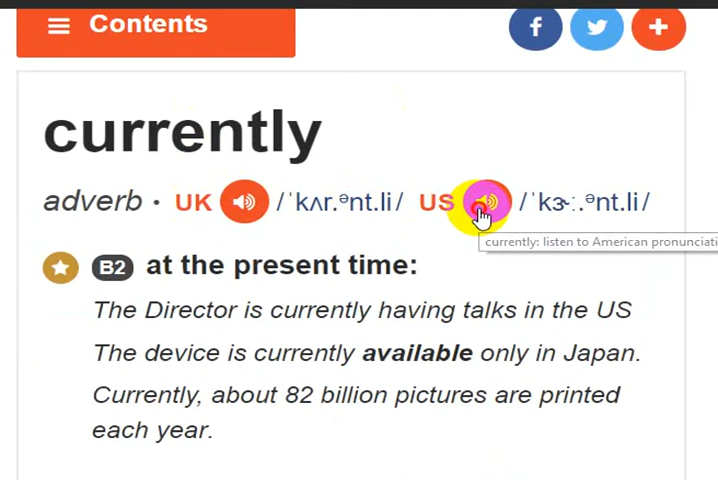 Contents
currently
adverb • UK /ˈkʌr.ᵊnt.li/ US /ˈkɝː.ᵊnt.li/
currently: listen to American
B2 at the present time:
The Director is currently having talks in the US
The device is currently available only in Japan.
Currently, about 82 billion pictures are printed
each year.